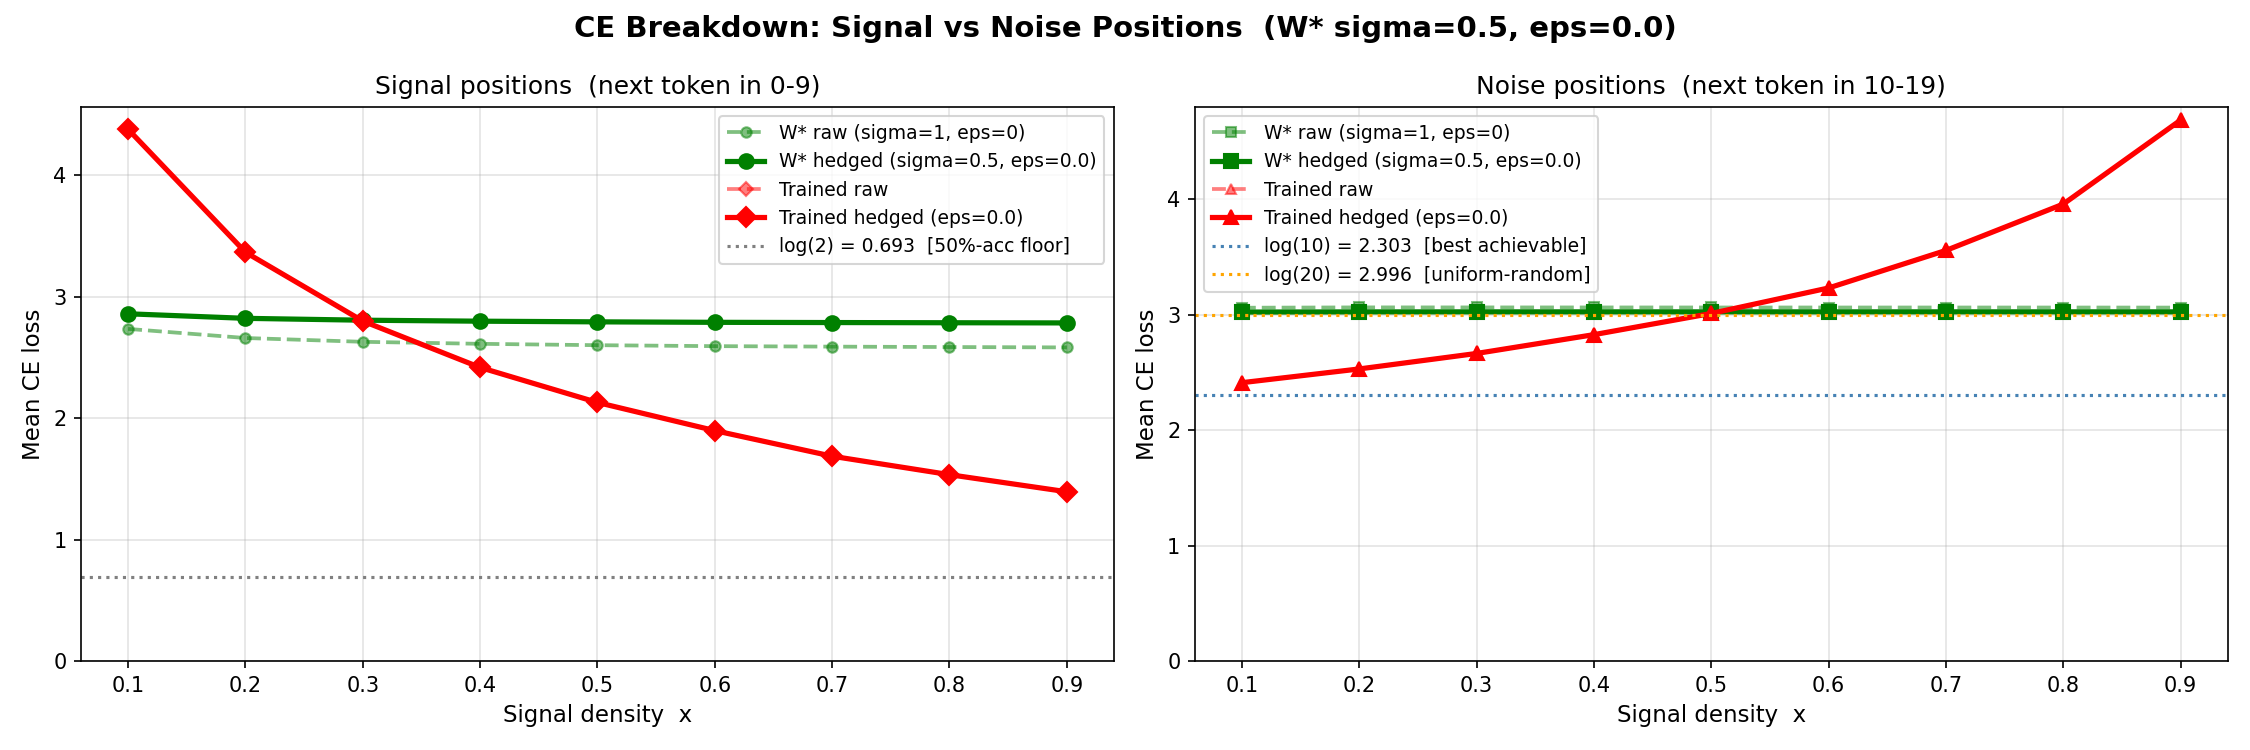 CE Breakdown: Signal vs Noise Positions  (W* sigma=0.5, eps=0.0)
Signal positions  (next token in 0-9)
W* raw (sigma=1, eps=0)
W* hedged (sigma=0.5, eps=0.0)
Trained raw
Trained hedged (eps=0.0)
log(2) = 0.693  [50%-acc floor]
Mean CE loss
4
3
2
1
0
0.1 0.2 0.3 0.4 0.5 0.6 0.7 0.8 0.9
Signal density  x
Noise positions  (next token in 10-19)
W* raw (sigma=1, eps=0)
W* hedged (sigma=0.5, eps=0.0)
Trained raw
Trained hedged (eps=0.0)
log(10) = 2.303  [best achievable]
log(20) = 2.996  [uniform-random]
Mean CE loss
4
3
2
1
0
0.1 0.2 0.3 0.4 0.5 0.6 0.7 0.8 0.9
Signal density  x